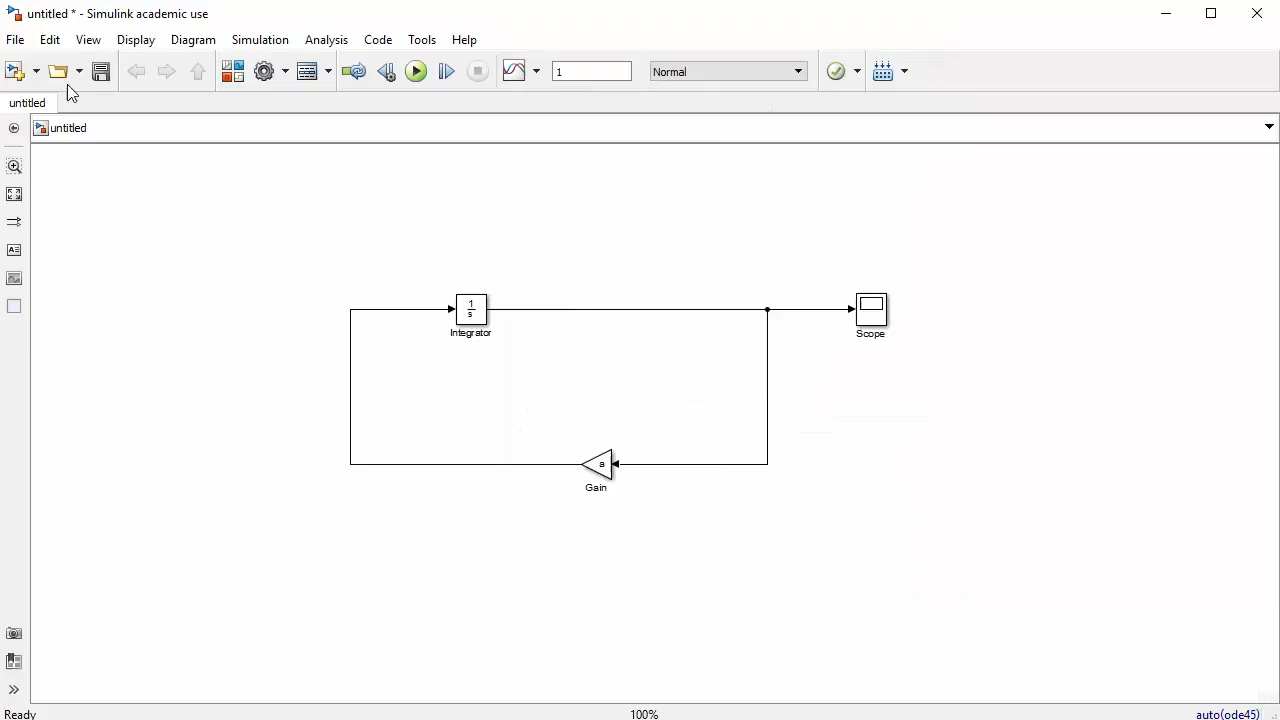 untitled * - Simulink academic use
File Edit View Display Diagram Simulation Analysis Code Tools Help
1 Normal
untitled
untitled
1
s
Integrator
Scope
a
Gain
Ready 100% auto(ode45)